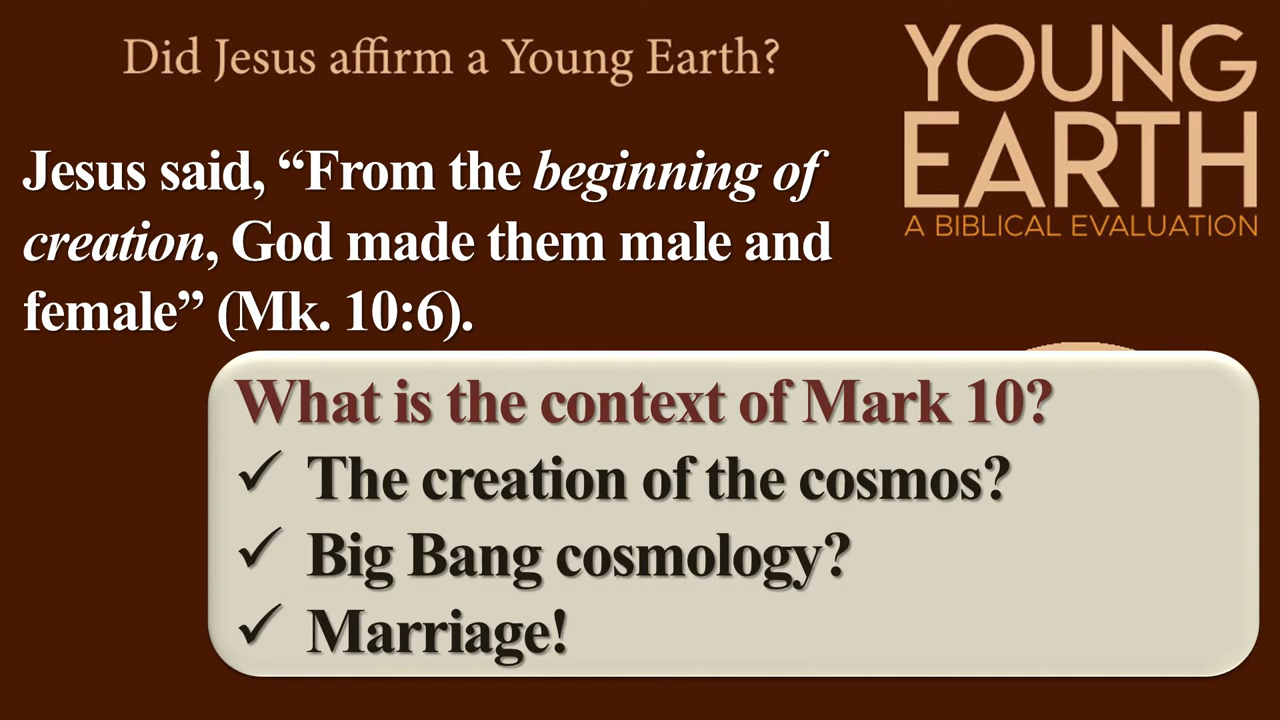 Did Jesus affirm a Young Earth?
YOUNG
EARTH
A BIBLICAL EVALUATION
Jesus said, “From the beginning of
creation, God made them male and
female” (Mk. 10:6).
What is the context of Mark 10?
✓ The creation of the cosmos?
✓ Big Bang cosmology?
✓ Marriage!